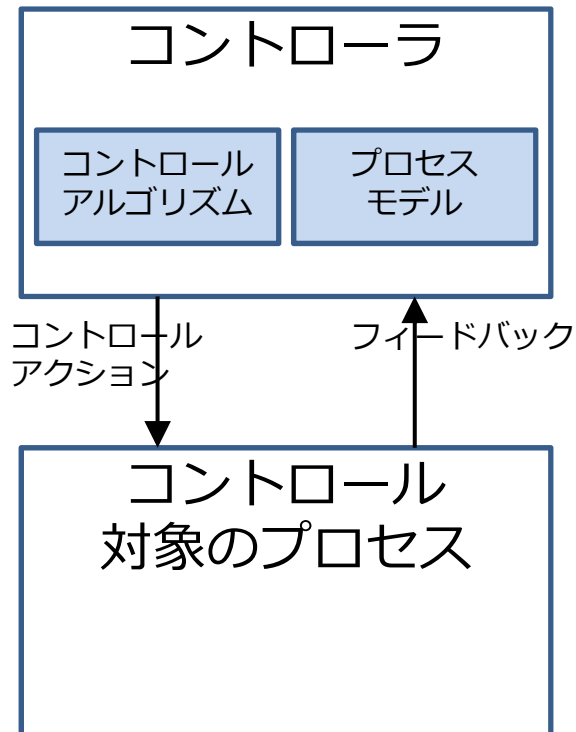 コントローラ
コントロール
アルゴリズム
プロセス
モデル
コントロール
アクション
フィードバック
コントロール
対象のプロセス